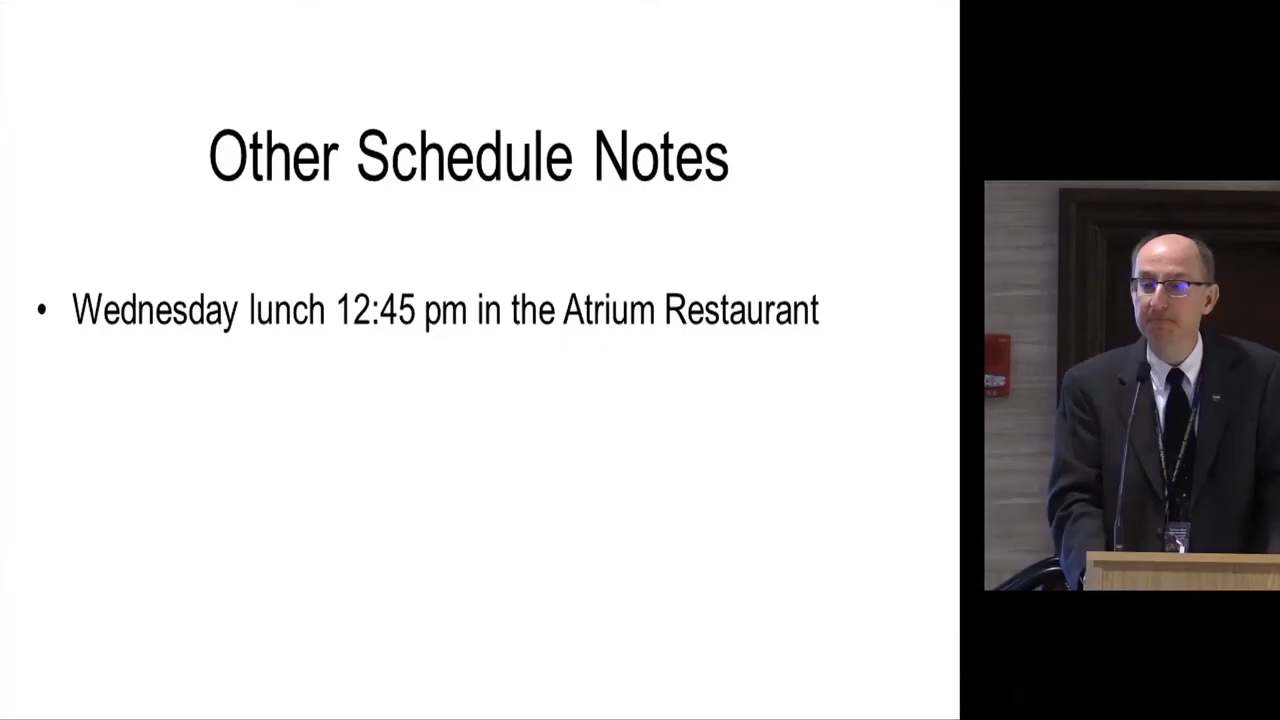 Other Schedule Notes
• Wednesday lunch 12:45 pm in the Atrium Restaurant